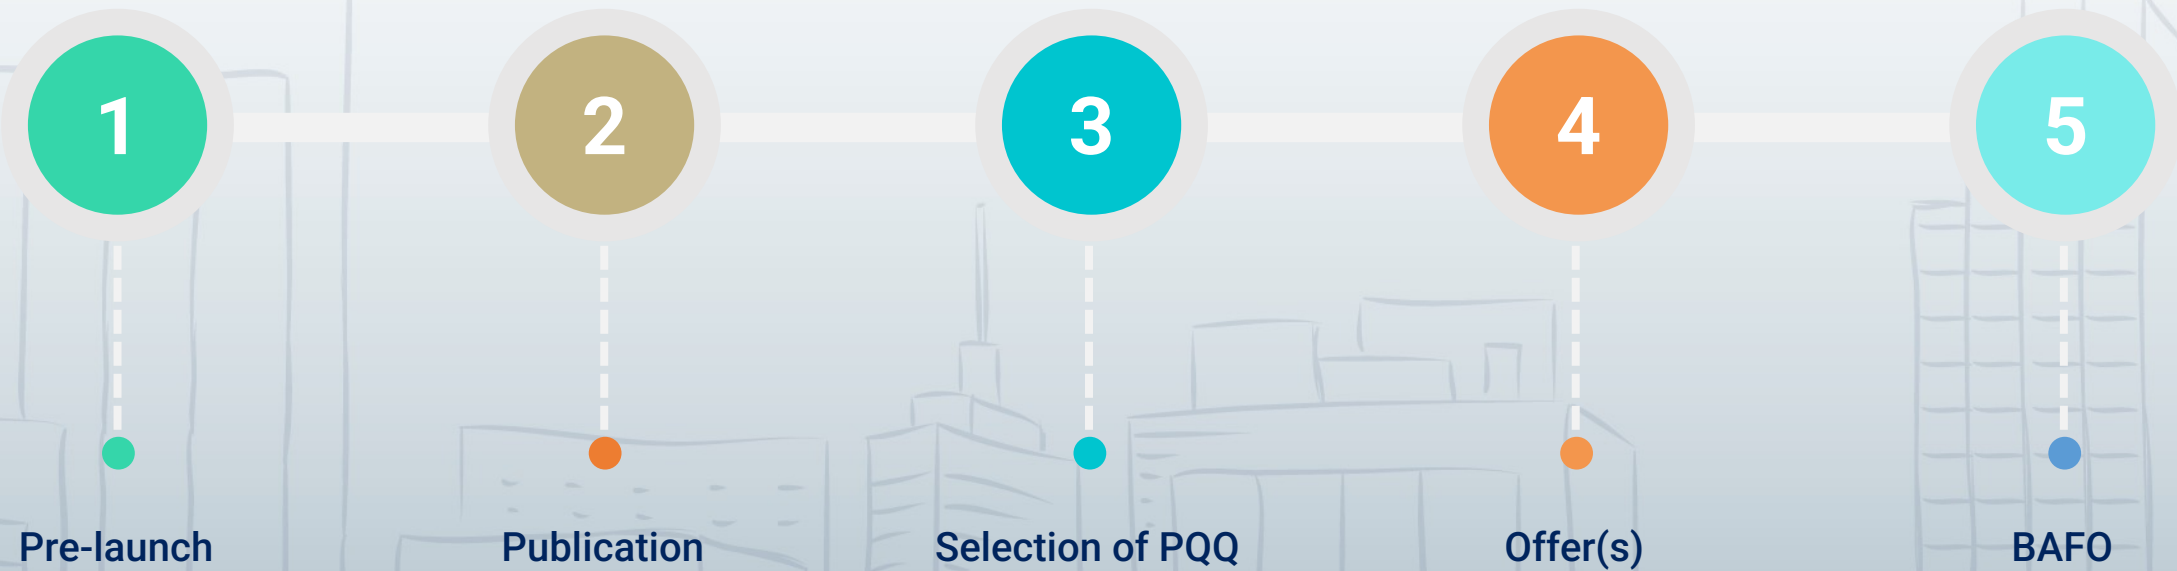 1
2
3
4
5
Pre-launch
Publication
Selection of PQQ
Offer(s)
BAFO